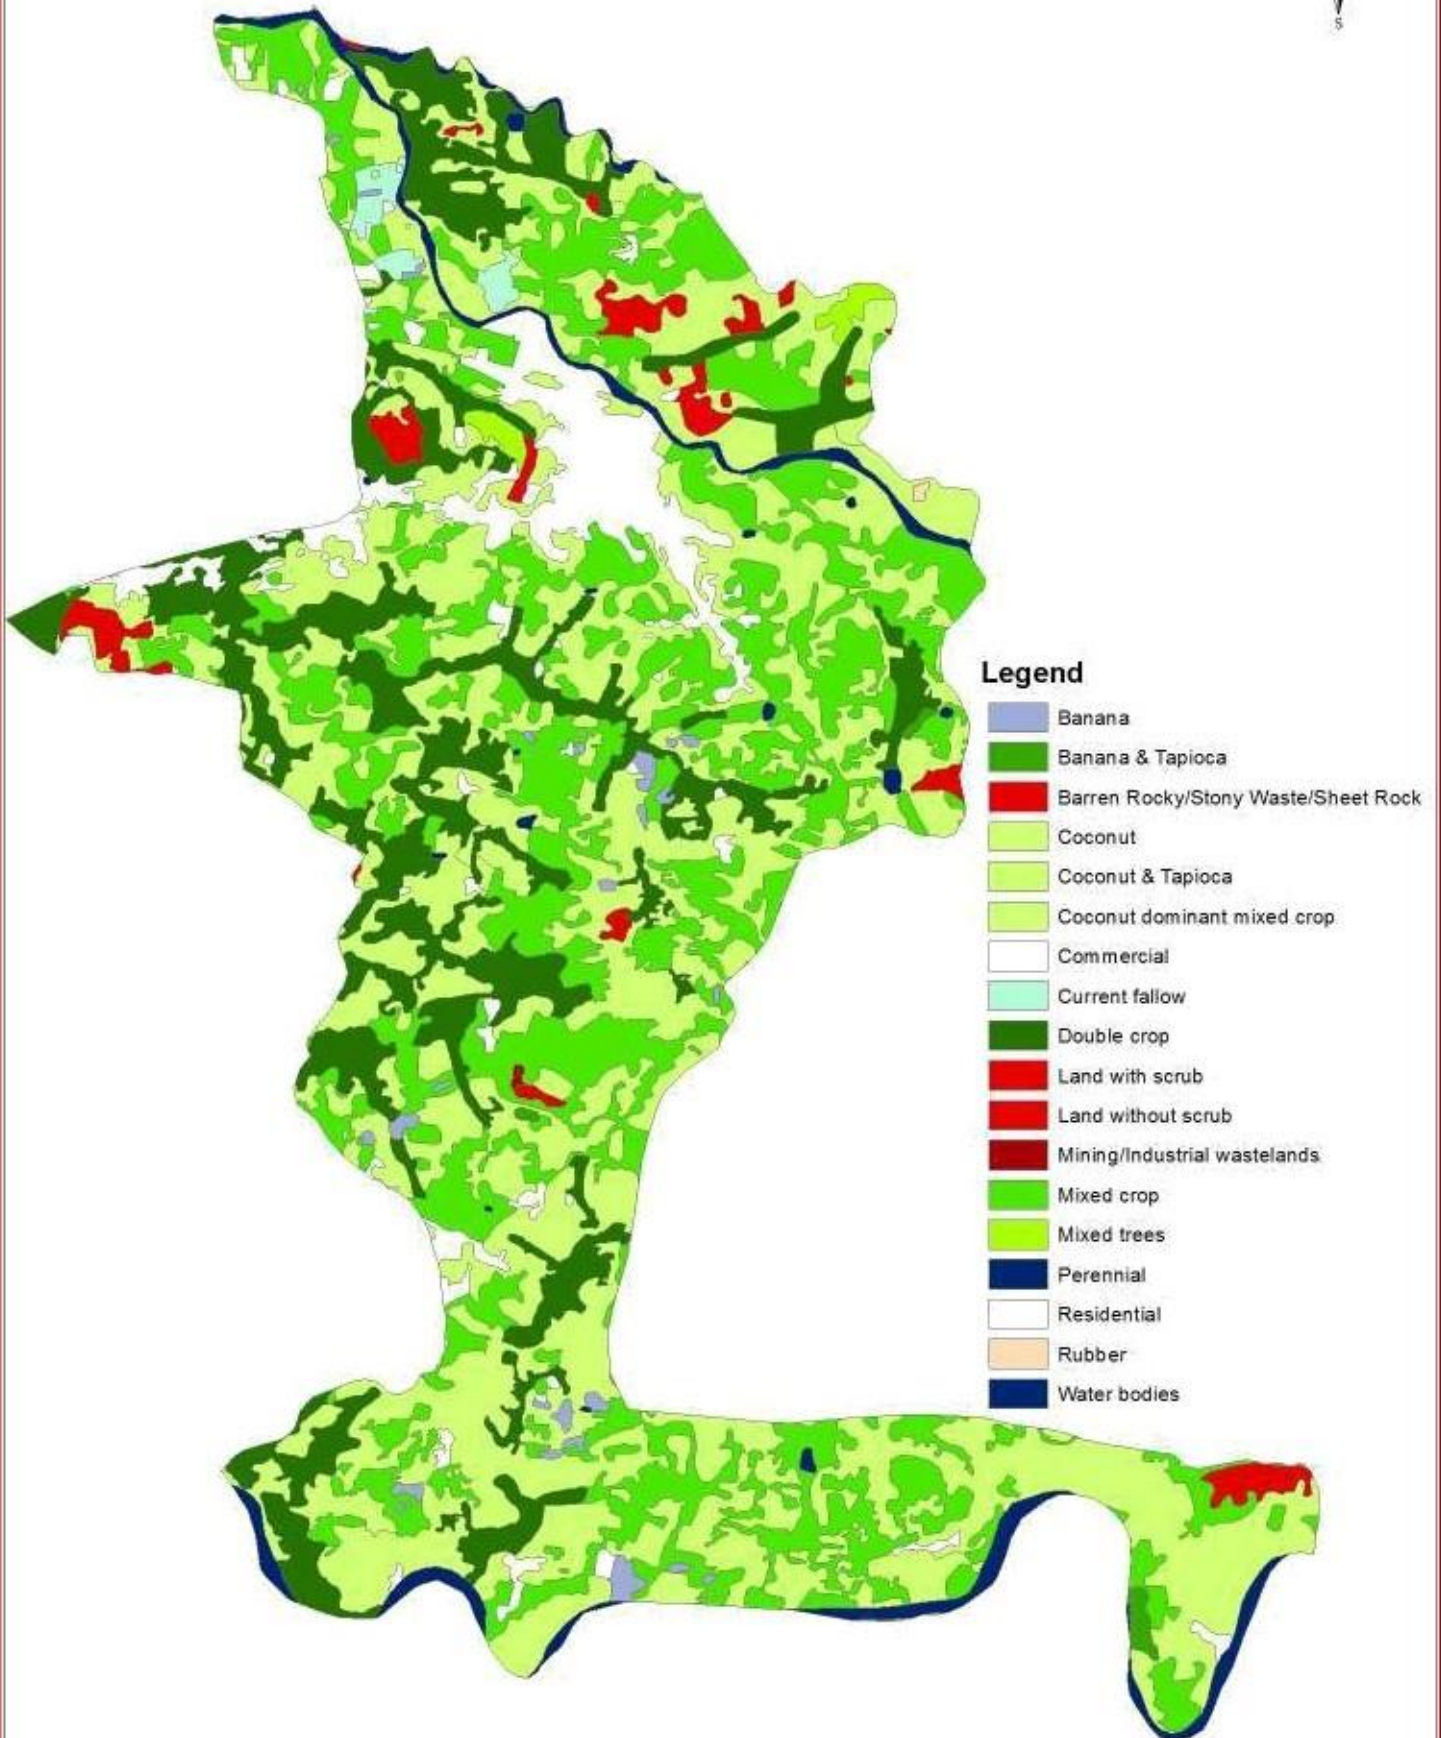 S
Legend
Banana
Banana & Tapioca
Barren Rocky/Stony Waste/Sheet Rock
Coconut
Coconut & Tapioca
Coconut dominant mixed crop
Commercial
Current fallow
Double crop
Land with scrub
Land without scrub
Mining/Industrial wastelands
Mixed crop
Mixed trees
Perennial
Residential
Rubber
Water bodies